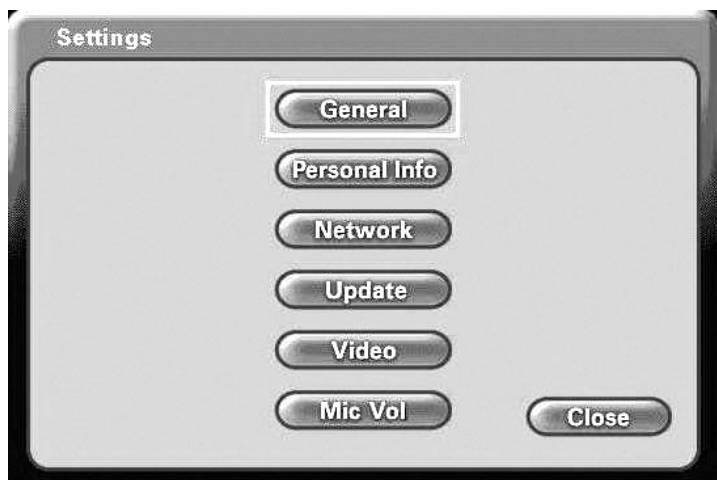 Settings
General
Personal Info
Network
Update
Video
Mic Vol
Close